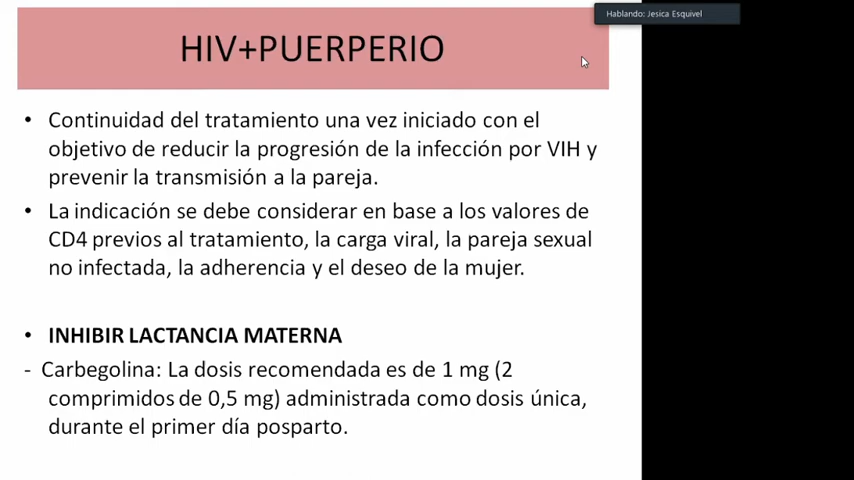 Hablando: Jesica Esquivel
HIV+PUERPERIO
• Continuidad del tratamiento una vez iniciado con el
objetivo de reducir la progresión de la infección por VIH y
prevenir la transmisión a la pareja.
• La indicación se debe considerar en base a los valores de
CD4 previos al tratamiento, la carga viral, la pareja sexual
no infectada, la adherencia y el deseo de la mujer.
• INHIBIR LACTANCIA MATERNA
- Carbegolina: La dosis recomendada es de 1 mg (2
comprimidos de 0,5 mg) administrada como dosis única,
durante el primer día posparto.